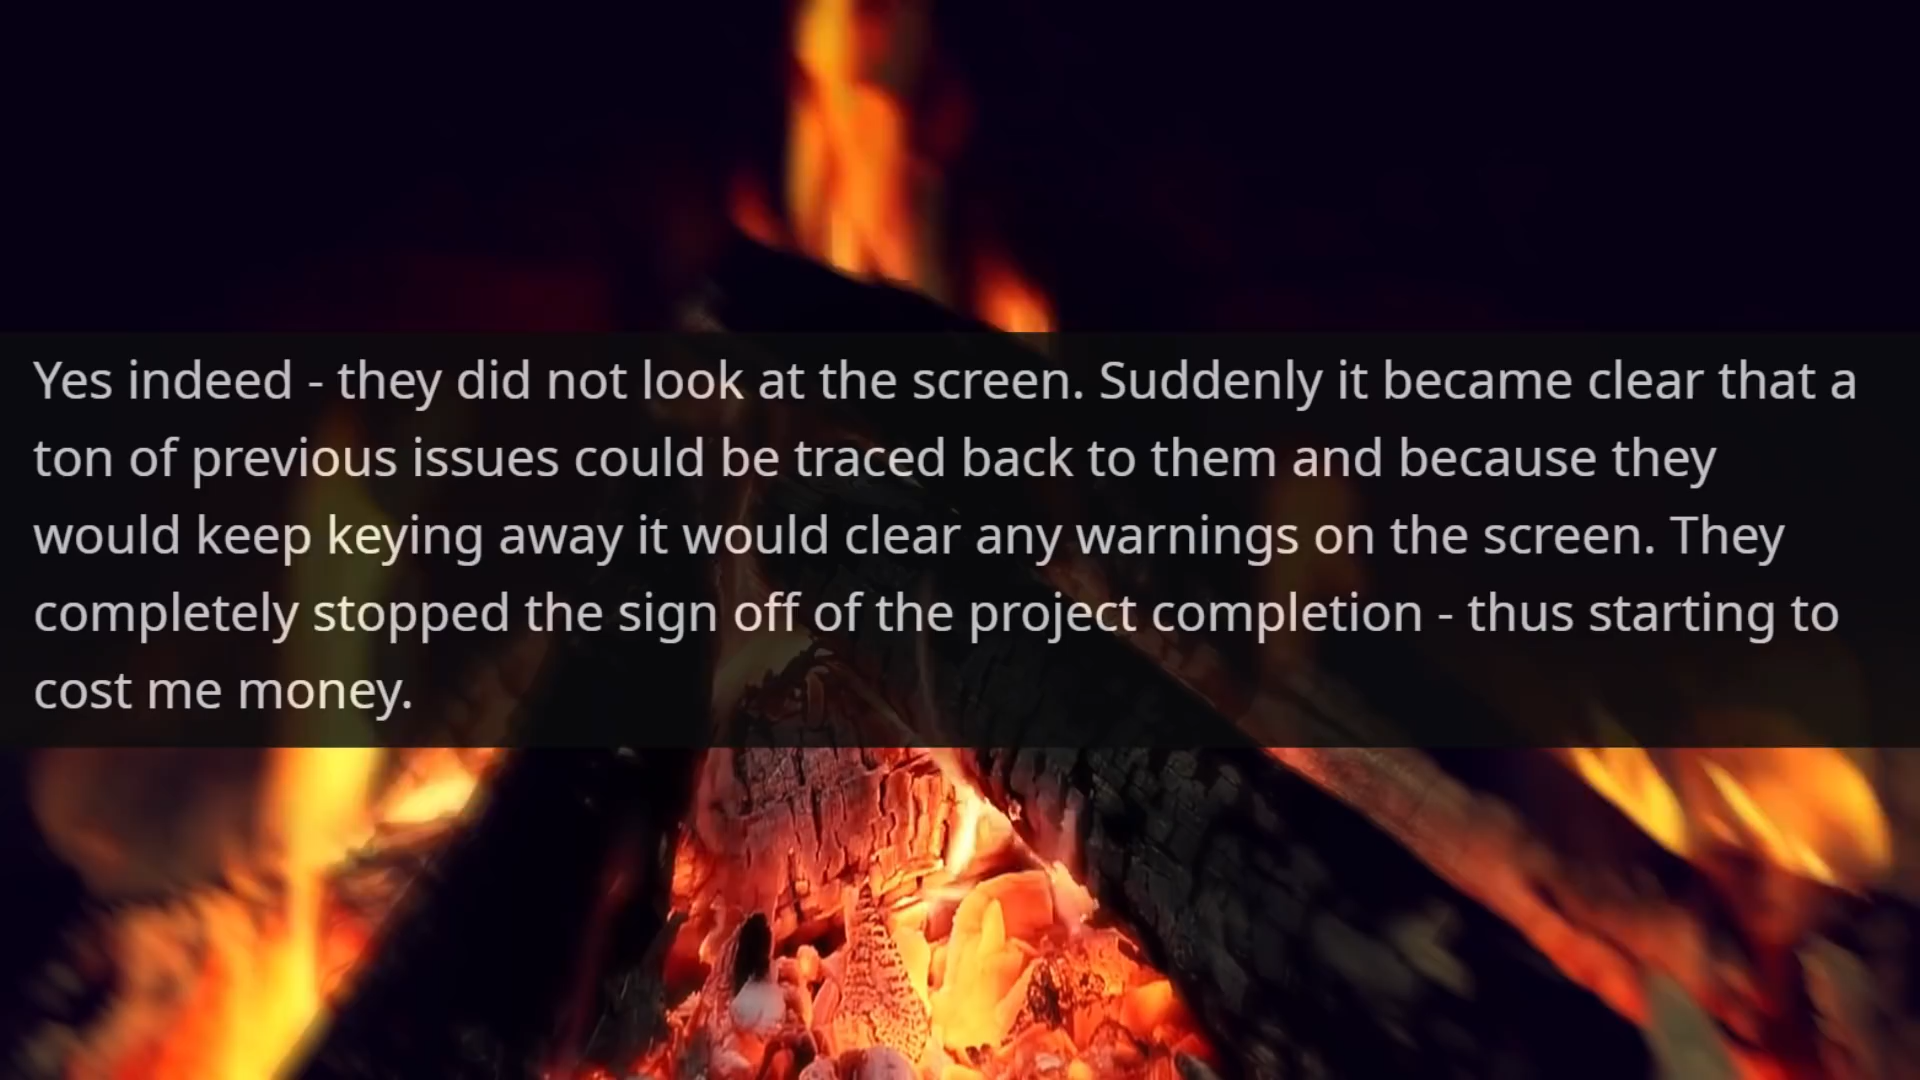 Yes indeed - they did not look at the screen. Suddenly it became clear that a
ton of previous issues could be traced back to them and because they
would keep keying away it would clear any warnings on the screen. They
completely stopped the sign off of the project completion - thus starting to
cost me money.